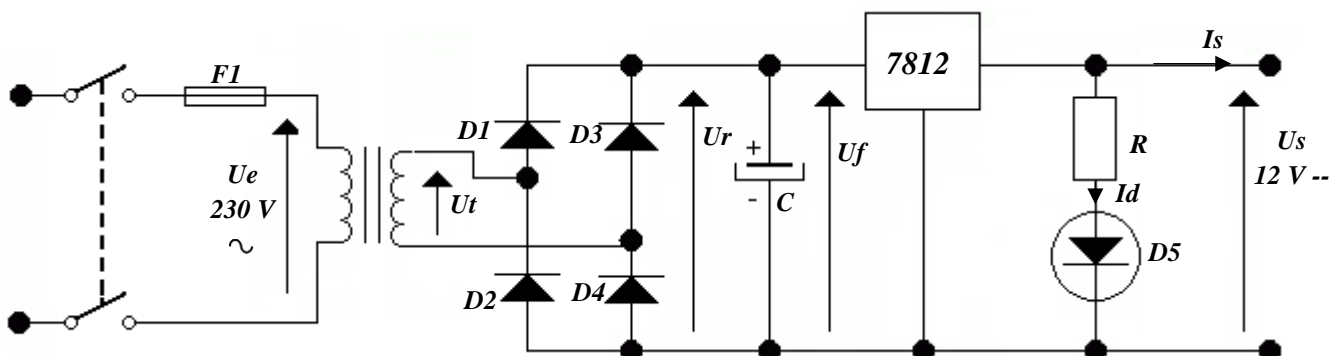 F1
Ue
230 V
Ut
D1
D3
D2
D4
Ur
+
-
C
Uf
7812
R
Id
D5
Is
Us
12 V --